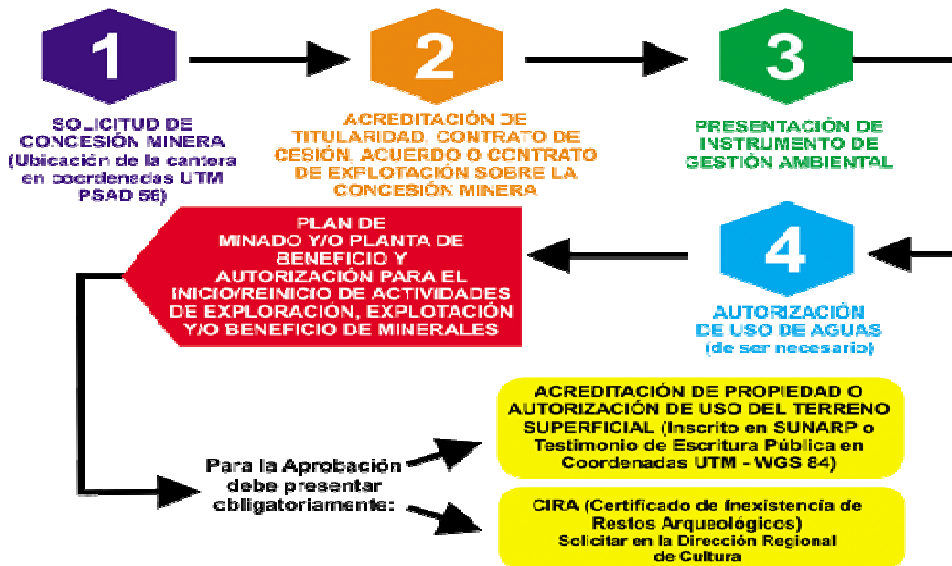 1
SOLICITUD DE
CONCESIÓN MINERA
(Ubicación de la cantera
en coordenadas UTM
PSAD 56)
2
ACREDITACIÓN DE
TITULARIDAD, CONTRATO DE
CESIÓN, ACUERDO O CONTRATO
DE EXPLOTACIÓN SOBRE LA
CONCESIÓN MINERA
3
PRESENTACIÓN DE
INSTRUMENTO DE
GESTIÓN AMBIENTAL
4
AUTORIZACIÓN
DE USO DE AGUAS
(de ser necesario)
PLAN DE
MINADO Y/O PLANTA DE
BENEFICIO Y
AUTORIZACIÓN PARA EL
INICIO/REINICIO DE ACTIVIDADES
DE EXPLORACIÓN, EXPLOTACIÓN
Y/O BENEFICIO DE MINERALES
Para la Aprobación
debe presentar
obligatoriamente:
ACREDITACIÓN DE PROPIEDAD O
AUTORIZACIÓN DE USO DEL TERRENO
SUPERFICIAL (Inscrito en SUNARP o
Testimonio de Escritura Pública en
Coordenadas UTM - WGS 84)
CIRA (Certificado de Inexistencia de
Restos Arqueológicos)
Solicitar en la Dirección Regional
de Cultura